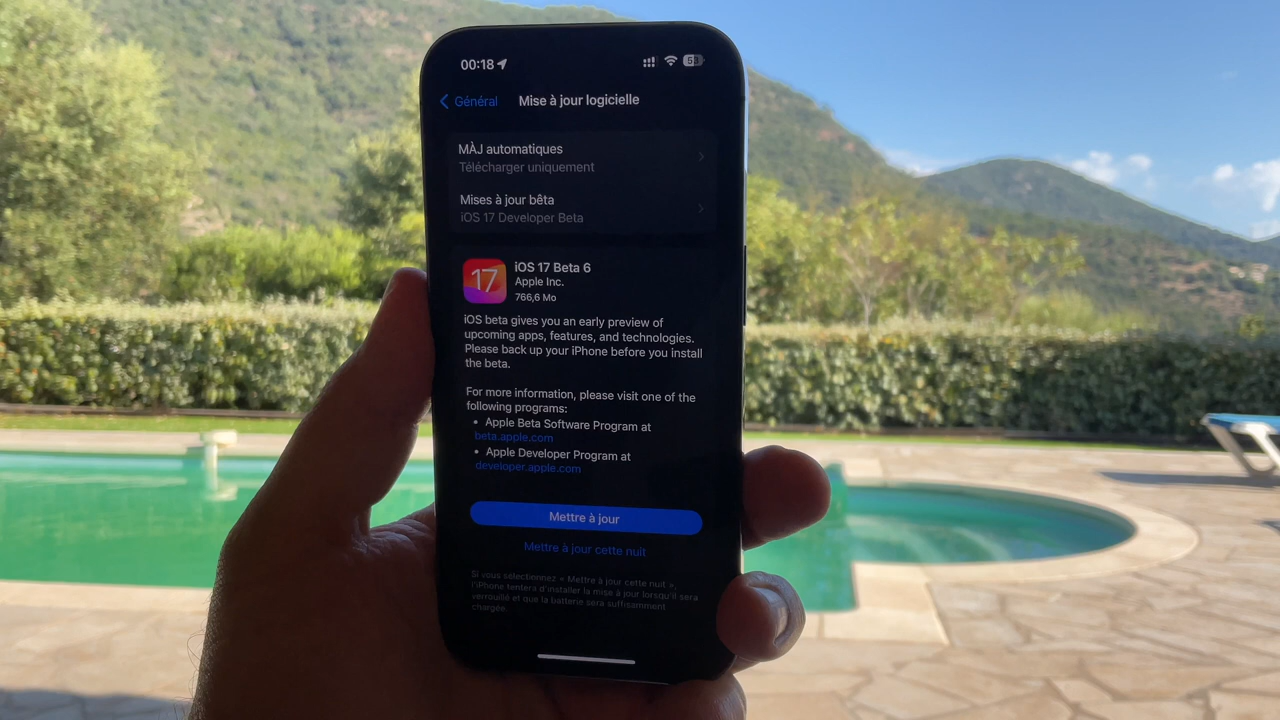 00:18
59
Général
Mise à jour logicielle
MÀJ automatiques
Télécharger uniquement
Mises à jour bêta
iOS 17 Developer Beta
17
iOS 17 Beta 6
Apple Inc.
766,6 Mo
iOS beta gives you an early preview of
upcoming apps, features, and technologies.
Please back up your iPhone before you install
the beta.
For more information, please visit one of the
following programs:
• Apple Beta Software Program at
beta.apple.com
• Apple Developer Program at
developer.apple.com
Mettre à jour
Mettre à jour cette nuit
Si vous sélectionnez « Mettre à jour cette nuit »,
l'iPhone tentera d'installer la mise à jour lorsqu'il sera
verrouillé et que la batterie sera suffisamment
chargée.